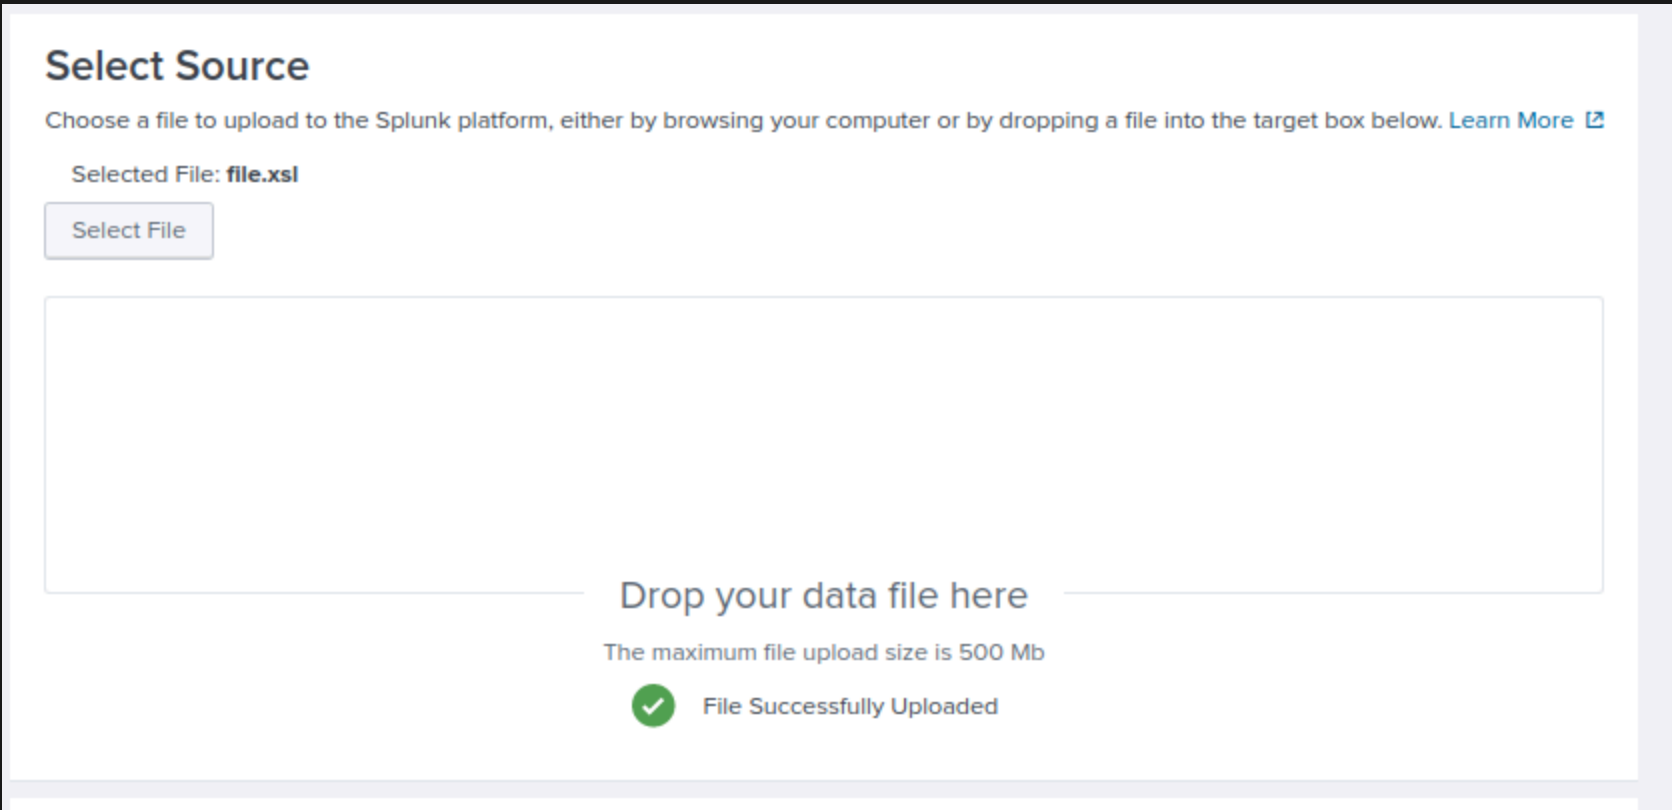 Select Source
Choose a file to upload to the Splunk platform, either by browsing your computer or by dropping a file into the target box below. Learn More
Selected File: file.xsl
Select File
Drop your data file here
The maximum file upload size is 500 Mb
File Successfully Uploaded